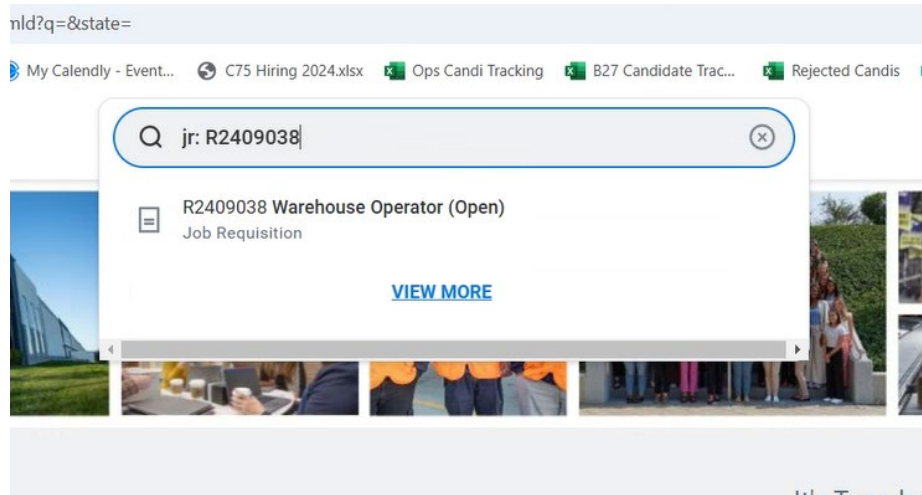 mld?q=&state=
My Calendly - Event... C75 Hiring 2024.xlsx Ops Candi Tracking B27 Candidate Trac... Rejected Candis
jr: R2409038
R2409038 Warehouse Operator (Open)
Job Requisition
VIEW MORE